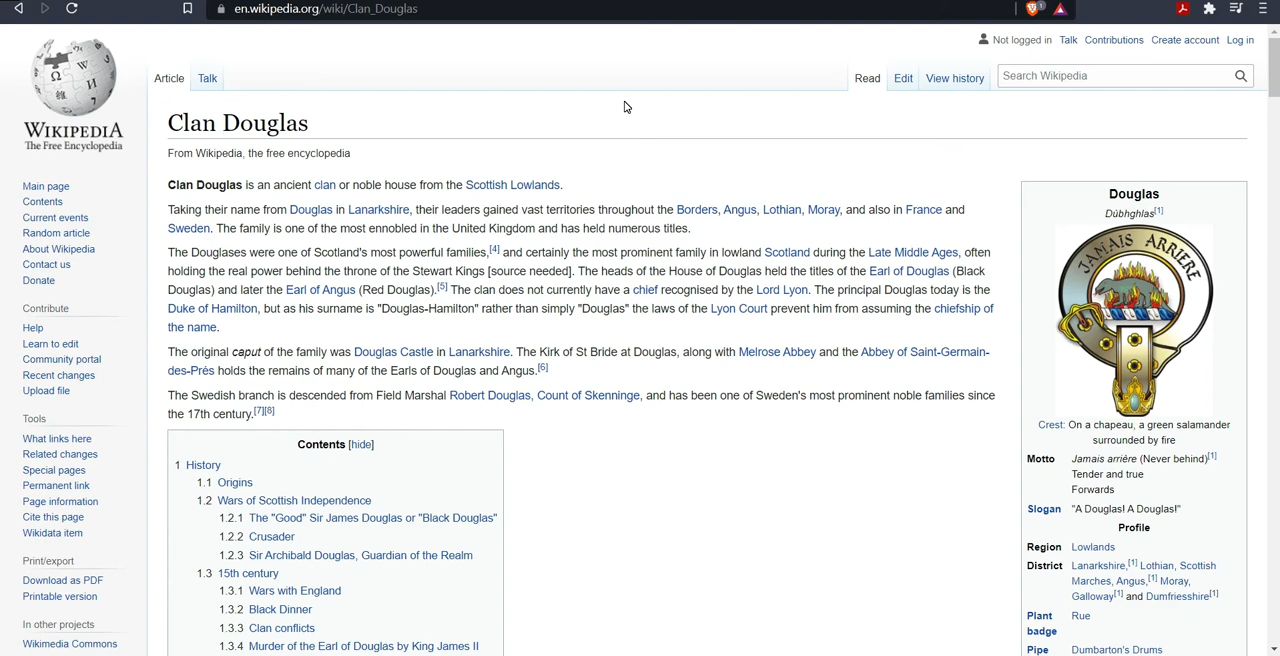 en.wikipedia.org/wiki/Clan_Douglas
1
Not logged in Talk Contributions Create account Log in
Article Talk
Read Edit View history
Search Wikipedia
WIKIPEDIA
The Free Encyclopedia
Main page
Contents
Current events
Random article
About Wikipedia
Contact us
Donate
Contribute
Help
Learn to edit
Community portal
Recent changes
Upload file
Tools
What links here
Related changes
Special pages
Permanent link
Page information
Cite this page
Wikidata item
Print/export
Download as PDF
Printable version
In other projects
Wikimedia Commons
Clan Douglas
From Wikipedia, the free encyclopedia
Clan Douglas is an ancient clan or noble house from the Scottish Lowlands.
Taking their name from Douglas in Lanarkshire, their leaders gained vast territories throughout the Borders, Angus, Lothian, Moray, and also in France and
Sweden. The family is one of the most ennobled in the United Kingdom and has held numerous titles.
The Douglases were one of Scotland's most powerful families,[4] and certainly the most prominent family in lowland Scotland during the Late Middle Ages, often
holding the real power behind the throne of the Stewart Kings [source needed]. The heads of the House of Douglas held the titles of the Earl of Douglas (Black
Douglas) and later the Earl of Angus (Red Douglas).[5] The clan does not currently have a chief recognised by the Lord Lyon. The principal Douglas today is the
Duke of Hamilton, but as his surname is "Douglas-Hamilton" rather than simply "Douglas" the laws of the Lyon Court prevent him from assuming the chiefship of
the name.
The original caput of the family was Douglas Castle in Lanarkshire. The Kirk of St Bride at Douglas, along with Melrose Abbey and the Abbey of Saint-Germain-
des-Prés holds the remains of many of the Earls of Douglas and Angus.[6]
The Swedish branch is descended from Field Marshal Robert Douglas, Count of Skenninge, and has been one of Sweden's most prominent noble families since
the 17th century.[7][8]
Contents [hide]
1 History
1.1 Origins
1.2 Wars of Scottish Independence
1.2.1 The "Good" Sir James Douglas or "Black Douglas"
1.2.2 Crusader
1.2.3 Sir Archibald Douglas, Guardian of the Realm
1.3 15th century
1.3.1 Wars with England
1.3.2 Black Dinner
1.3.3 Clan conflicts
1.3.4 Murder of the Earl of Douglas by King James II
Douglas
Dùbhghlas[1]
JAMAIS ARRIERE
Crest: On a chapeau, a green salamander
surrounded by fire
Motto Jamais arrière (Never behind)[1]
Tender and true
Forwards
Slogan "A Douglas! A Douglas!"
Profile
Region Lowlands
District Lanarkshire,[1] Lothian, Scottish
Marches, Angus,[1] Moray,
Galloway[1] and Dumfriesshire[1]
Plant Rue
badge
Pipe Dumbarton's Drums